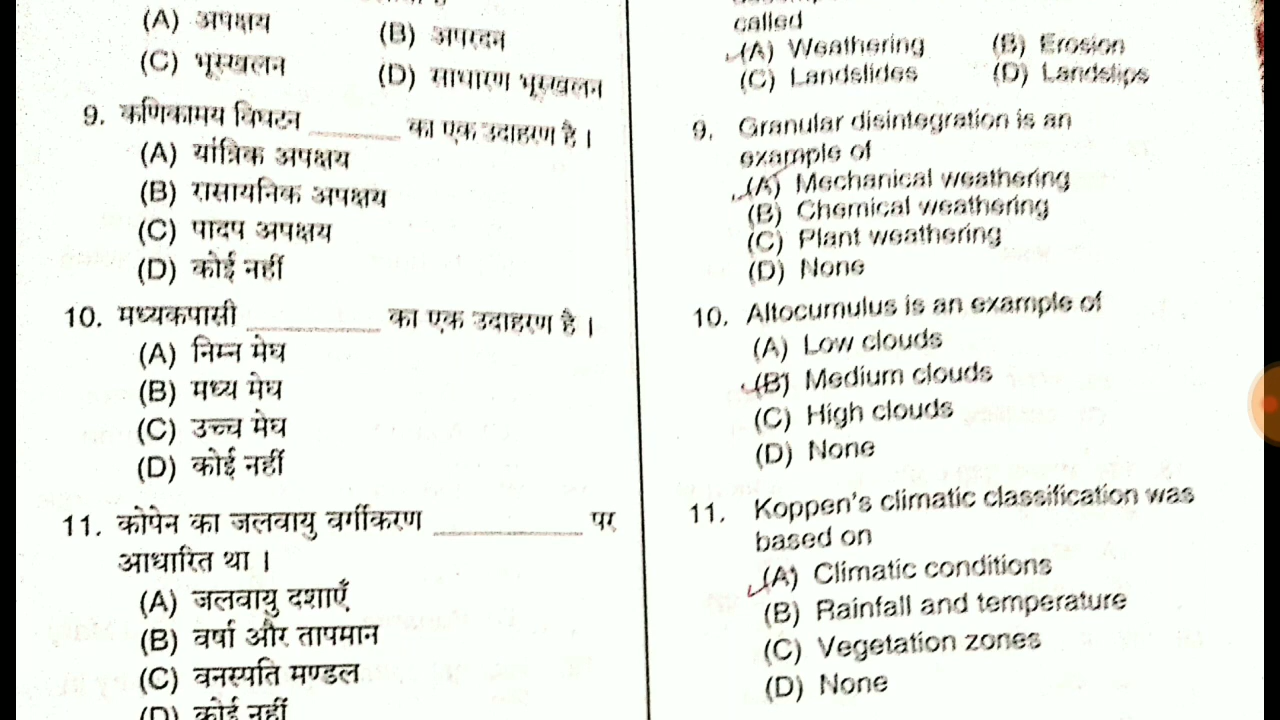 (A) अपक्षय
(B) अपरदन
(C) भूस्खलन
(D) साधारण भूस्खलन
9. कणिकामय विघटन ________ का एक उदाहरण है ।
(A) यांत्रिक अपक्षय
(B) रासायनिक अपक्षय
(C) पादप अपक्षय
(D) कोई नहीं
10. मध्यकपासी ________ का एक उदाहरण है ।
(A) निम्न मेघ
(B) मध्य मेघ
(C) उच्च मेघ
(D) कोई नहीं
11. कोपेन का जलवायु वर्गीकरण ________ पर
आधारित था ।
(A) जलवायु दशाएँ
(B) वर्षा और तापमान
(C) वनस्पति मण्डल
(D) कोई नहीं
called
(A) Weathering
(B) Erosion
(C) Landslides
(D) Landslips
9. Granular disintegration is an
example of
(A) Mechanical weathering
(B) Chemical weathering
(C) Plant weathering
(D) None
10. Altocumulus is an example of
(A) Low clouds
(B) Medium clouds
(C) High clouds
(D) None
11. Koppen's climatic classification was
based on
(A) Climatic conditions
(B) Rainfall and temperature
(C) Vegetation zones
(D) None